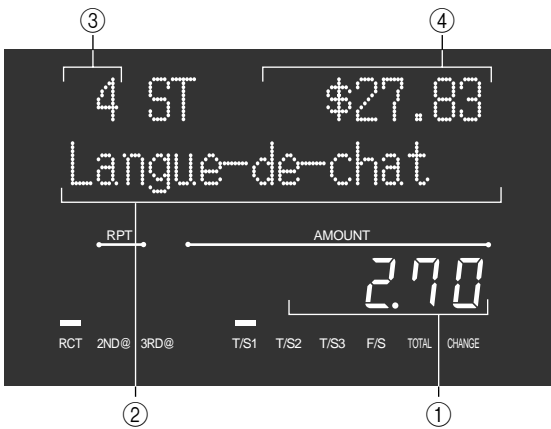 ③ ④
4 ST $27.83
Langue-de-chat
RPT AMOUNT
2.70
RCT 2ND@ 3RD@ T/S1 T/S2 T/S3 F/S TOTAL CHANGE
② ①